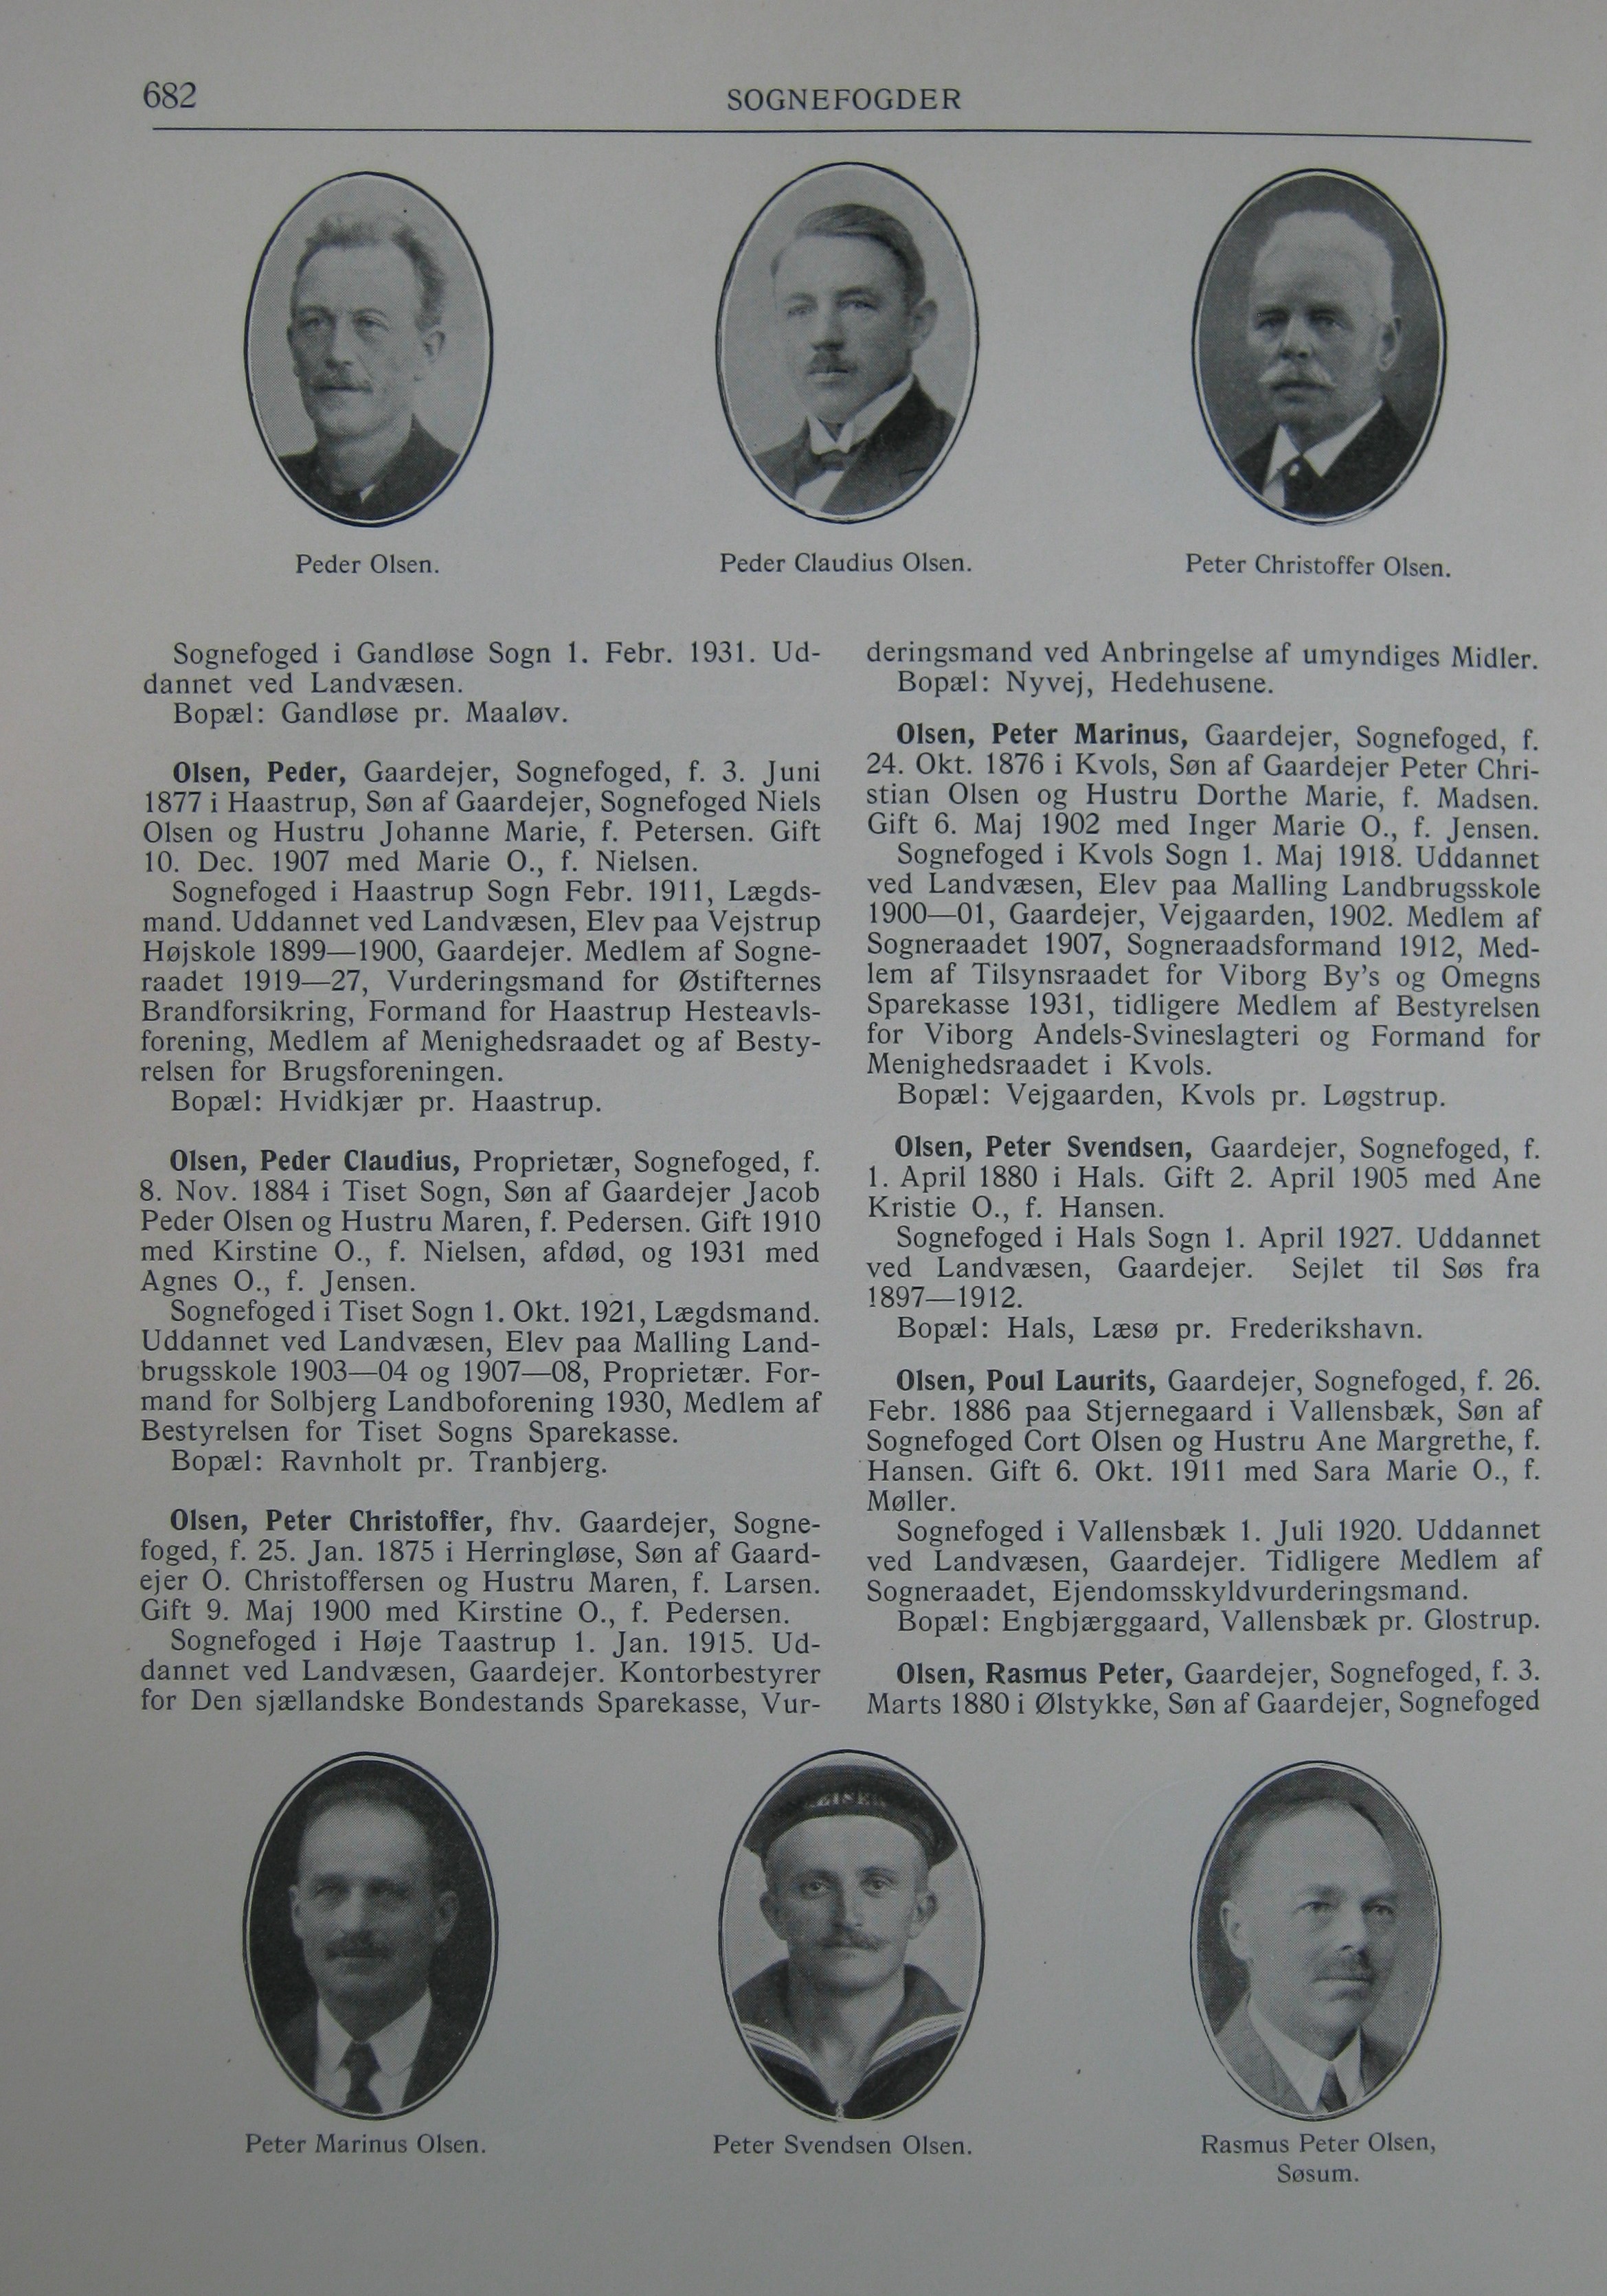 682
SOGNEFOGDER
Peder Olsen.
Peder Claudius Olsen.
Peter Christoffer Olsen.
Sognefoged i Gandløse Sogn 1. Febr. 1931. Ud-
dannet ved Landvæsen.
Bopæl: Gandløse pr. Maaløv.
Olsen, Peder, Gaardejer, Sognefoged, f. 3. Juni
1877 i Haastrup, Søn af Gaardejer, Sognefoged Niels
Olsen og Hustru Johanne Marie, f. Petersen. Gift
10. Dec. 1907 med Marie O., f. Nielsen.
Sognefoged i Haastrup Sogn Febr. 1911, Lægds-
mand. Uddannet ved Landvæsen, Elev paa Vejstrup
Højskole 1899—1900, Gaardejer. Medlem af Sogne-
raadet 1919—27, Vurderingsmand for Østifternes
Brandforsikring, Formand for Haastrup Hesteavls-
forening, Medlem af Menighedsraadet og af Besty-
relsen for Brugsforeningen.
Bopæl: Hvidkjær pr. Haastrup.
Olsen, Peder Claudius, Proprietær, Sognefoged, f.
8. Nov. 1884 i Tiset Sogn, Søn af Gaardejer Jacob
Peder Olsen og Hustru Maren, f. Pedersen. Gift 1910
med Kirstine O., f. Nielsen, afdød, og 1931 med
Agnes O., f. Jensen.
Sognefoged i Tiset Sogn 1. Okt. 1921, Lægdsmand.
Uddannet ved Landvæsen, Elev paa Malling Land-
brugsskole 1903—04 og 1907—08, Proprietær. For-
mand for Solbjerg Landboforening 1930, Medlem af
Bestyrelsen for Tiset Sogns Sparekasse.
Bopæl: Ravnholt pr. Tranbjerg.
Olsen, Peter Christoffer, fhv. Gaardejer, Sogne-
foged, f. 25. Jan. 1875 i Herringløse, Søn af Gaard-
ejer O. Christoffersen og Hustru Maren, f. Larsen.
Gift 9. Maj 1900 med Kirstine O., f. Pedersen.
Sognefoged i Høje Taastrup 1. Jan. 1915. Ud-
dannet ved Landvæsen, Gaardejer. Kontorbestyrer
for Den sjællandske Bondestands Sparekasse, Vur-
deringsmand ved Anbringelse af umyndiges Midler.
Bopæl: Nyvej, Hedehusene.
Olsen, Peter Marinus, Gaardejer, Sognefoged, f.
24. Okt. 1876 i Kvols, Søn af Gaardejer Peter Chri-
stian Olsen og Hustru Dorthe Marie, f. Madsen.
Gift 6. Maj 1902 med Inger Marie O., f. Jensen.
Sognefoged i Kvols Sogn 1. Maj 1918. Uddannet
ved Landvæsen, Elev paa Malling Landbrugsskole
1900—01, Gaardejer, Vejgaarden, 1902. Medlem af
Sogneraadet 1907, Sogneraadsformand 1912, Med-
lem af Tilsynsraadet for Viborg By's og Omegns
Sparekasse 1931, tidligere Medlem af Bestyrelsen
for Viborg Andels-Svineslagteri og Formand for
Menighedsraadet i Kvols.
Bopæl: Vejgaarden, Kvols pr. Løgstrup.
Olsen, Peter Svendsen, Gaardejer, Sognefoged, f.
1. April 1880 i Hals. Gift 2. April 1905 med Ane
Kristie O., f. Hansen.
Sognefoged i Hals Sogn 1. April 1927. Uddannet
ved Landvæsen, Gaardejer. Sejlet til Søs fra
1897—1912.
Bopæl: Hals, Læsø pr. Frederikshavn.
Olsen, Poul Laurits, Gaardejer, Sognefoged, f. 26.
Febr. 1886 paa Stjernegaard i Vallensbæk, Søn af
Sognefoged Cort Olsen og Hustru Ane Margrethe, f.
Hansen. Gift 6. Okt. 1911 med Sara Marie O., f.
Møller.
Sognefoged i Vallensbæk 1. Juli 1920. Uddannet
ved Landvæsen, Gaardejer. Tidligere Medlem af
Sogneraadet, Ejendomsskyldvurderingsmand.
Bopæl: Engbjærggaard, Vallensbæk pr. Glostrup.
Olsen, Rasmus Peter, Gaardejer, Sognefoged, f. 3.
Marts 1880 i Ølstykke, Søn af Gaardejer, Sognefoged
Peter Marinus Olsen.
Peter Svendsen Olsen.
Rasmus Peter Olsen,
Søsum.